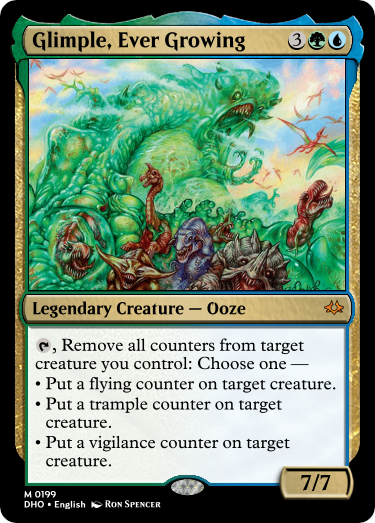 Glimple, Ever Growing 3
Legendary Creature — Ooze
, Remove all counters from target
creature you control: Choose one —
• Put a flying counter on target creature.
• Put a trample counter on target
creature.
• Put a vigilance counter on target
creature.
7/7
M 0199
DHO • English RON SPENCER